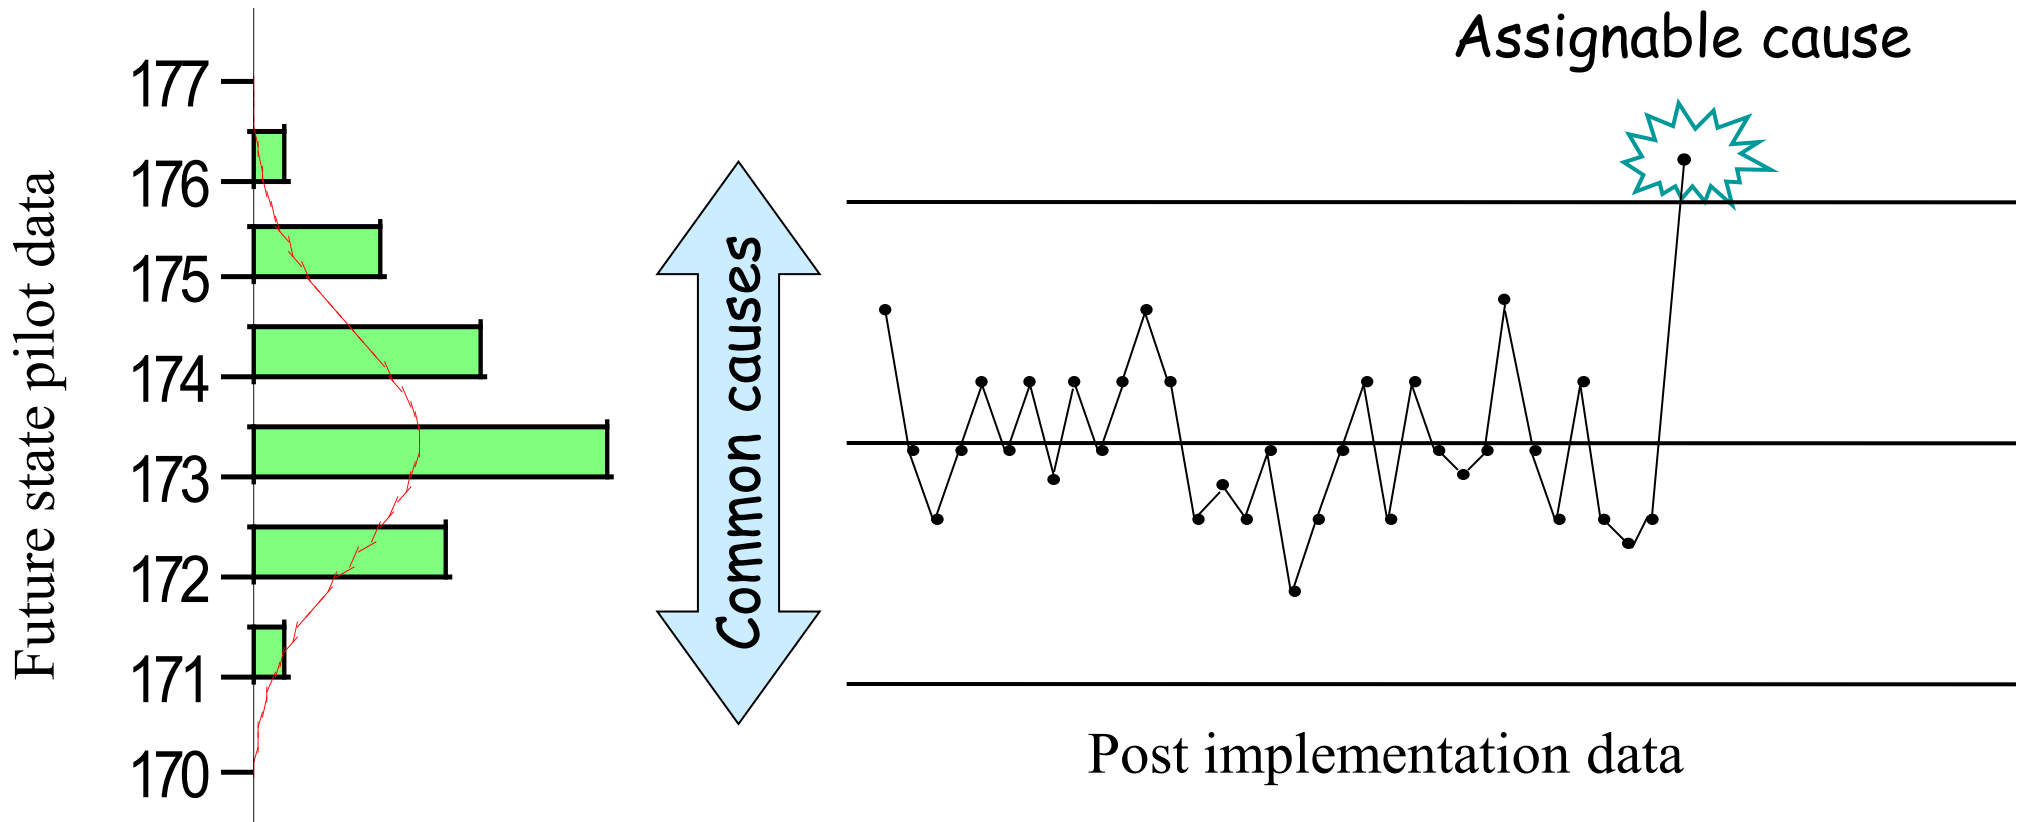 Future state pilot data
177
176
175
174
173
172
171
170
Common causes
Assignable cause
Post implementation data